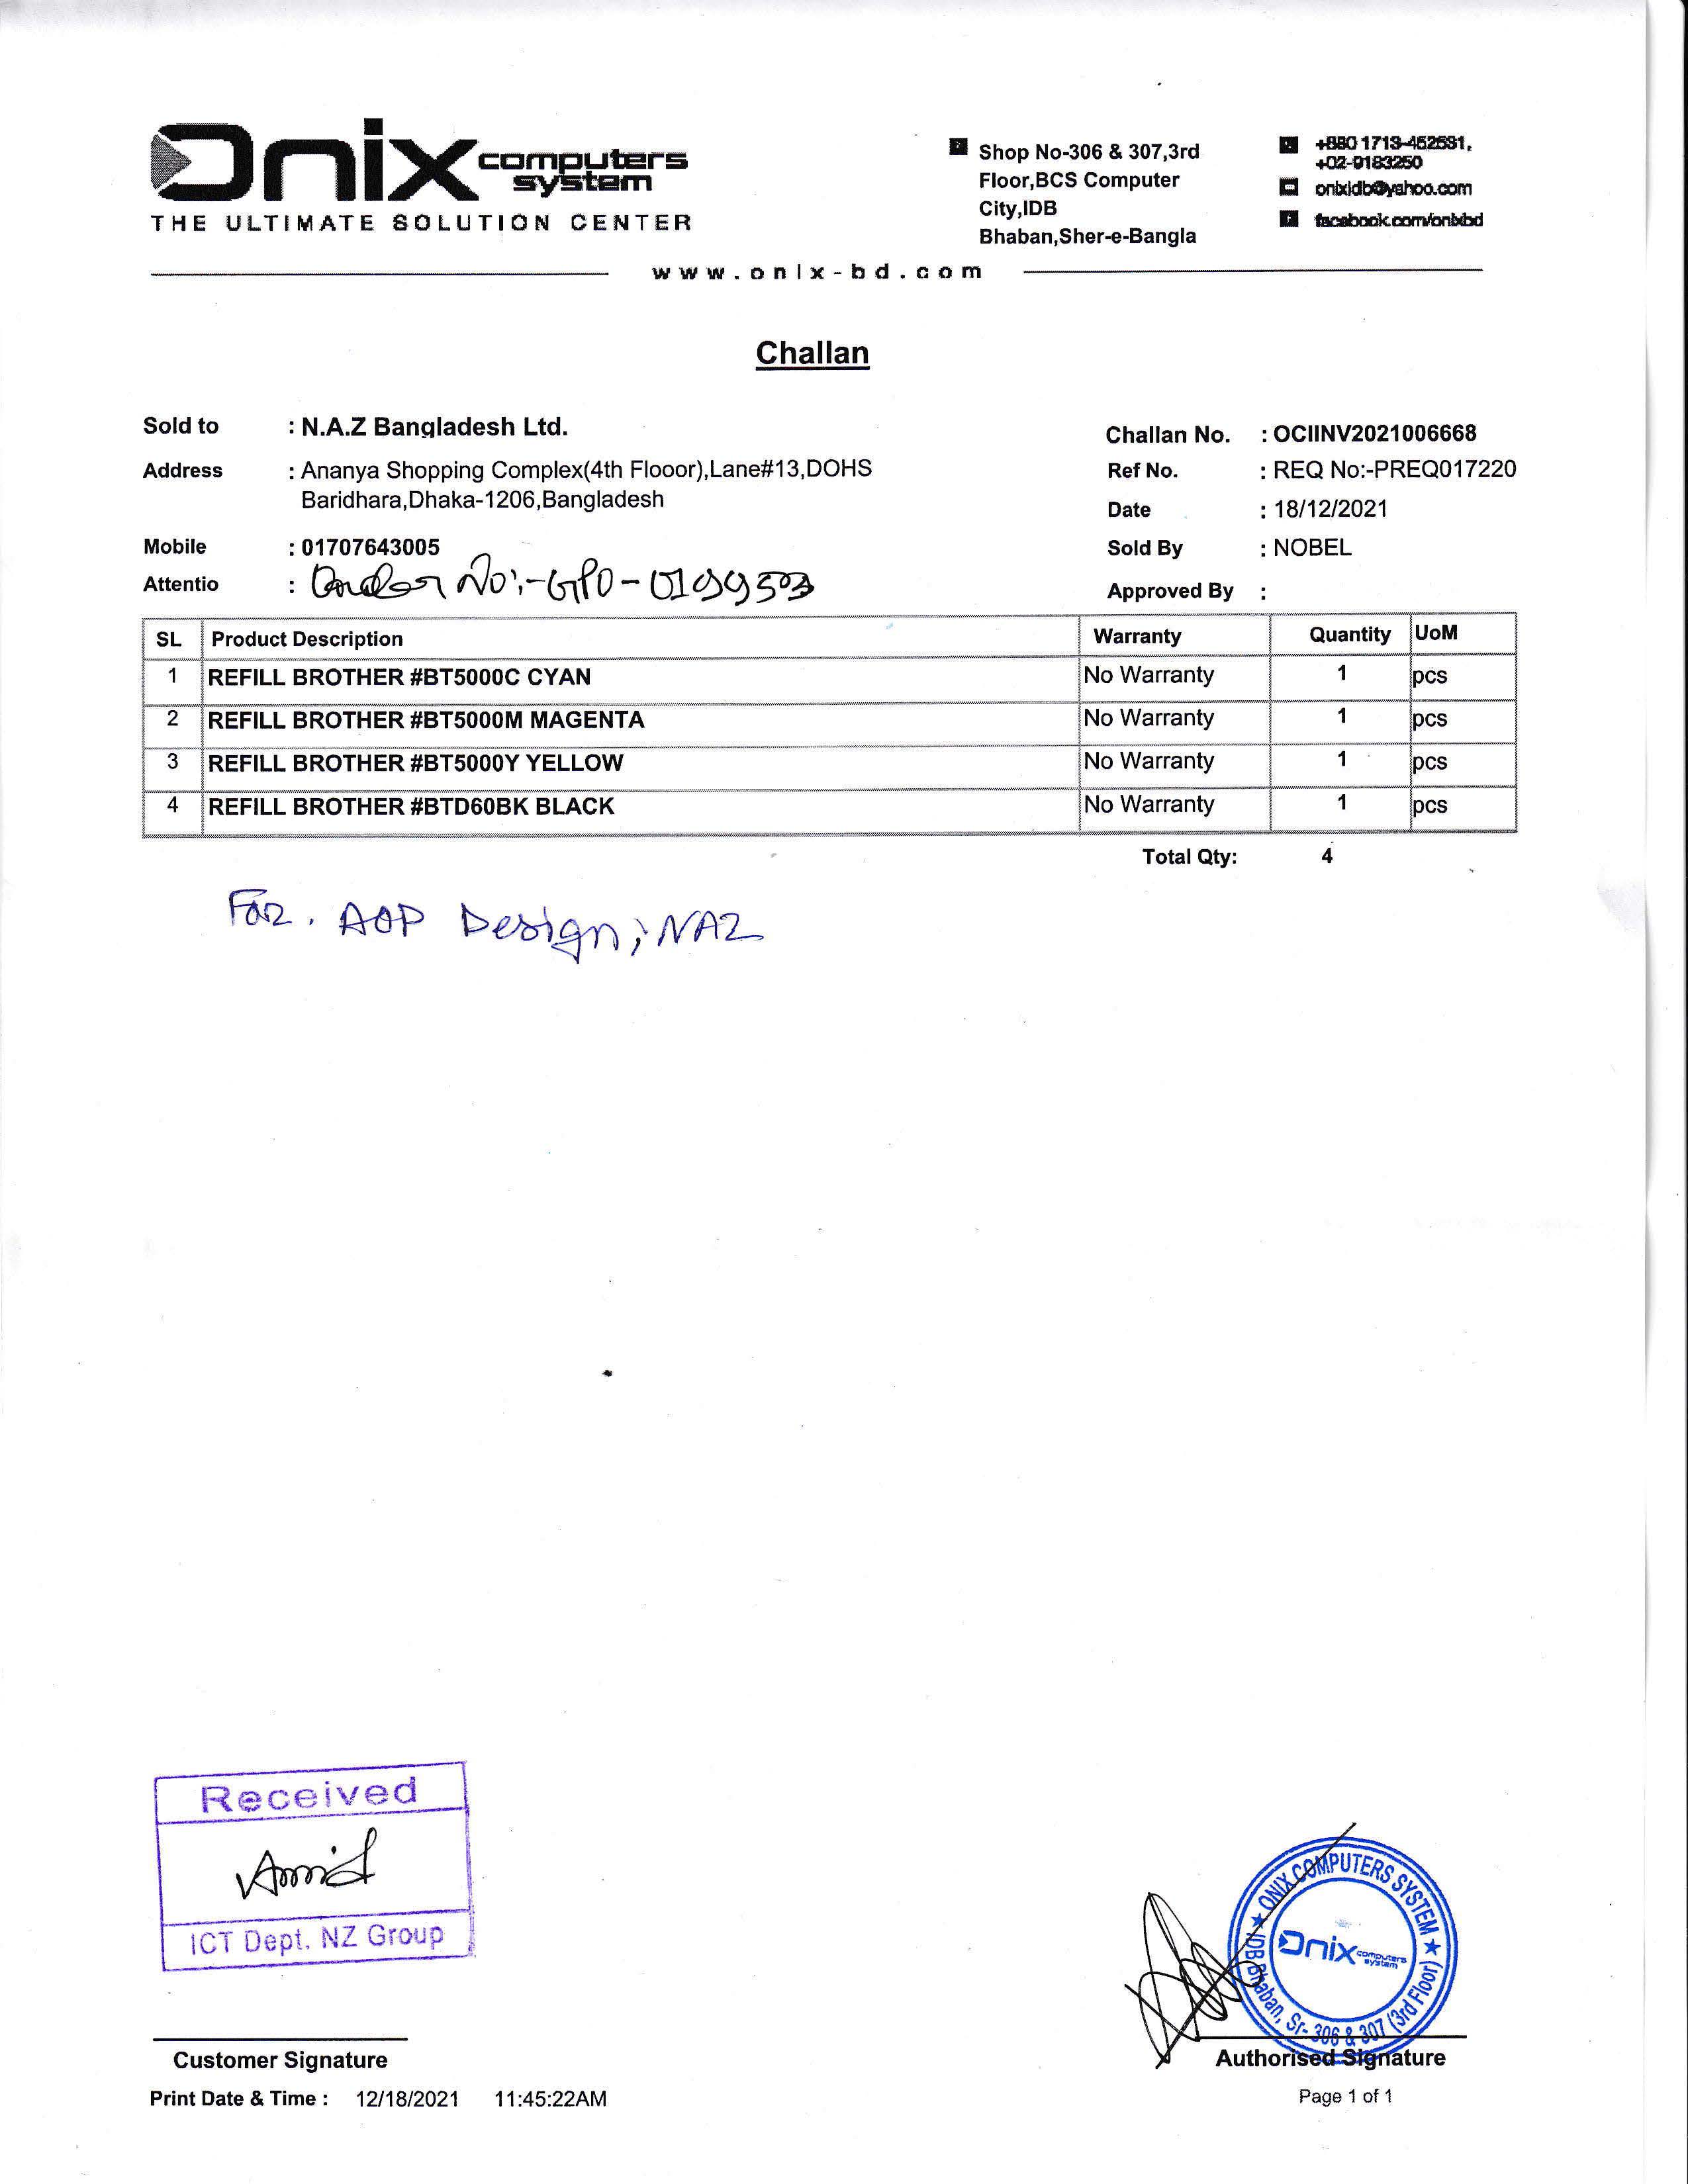 Onix computers system
THE ULTIMATE SOLUTION CENTER
Shop No-306 & 307,3rd
Floor,BCS Computer
City,IDB
Bhaban,Sher-e-Bangla
+880 1713-452531,
+02-9183250
onixidb@yahoo.com
facebook.com/onixbd
www.onix-bd.com
Challan
Sold to : N.A.Z Bangladesh Ltd.
Address : Ananya Shopping Complex(4th Flooor),Lane#13,DOHS
Baridhara,Dhaka-1206,Bangladesh
Mobile : 01707643005
Attentio : Order No:-GPO-
Challan No. : OCIINV2021006668
Ref No. : REQ No:-PREQ017220
Date : 18/12/2021
Sold By : NOBEL
Approved By :
SL Product Description Warranty Quantity UoM
1 REFILL BROTHER #BT5000C CYAN No Warranty 1 pcs
2 REFILL BROTHER #BT5000M MAGENTA No Warranty 1 pcs
3 REFILL BROTHER #BT5000Y YELLOW No Warranty 1 pcs
4 REFILL BROTHER #BTD60BK BLACK No Warranty 1 pcs
Total Qty: 4
For. AOP Design; NAZ
Received
ICT Dept. NZ Group
ONIX COMPUTERS SYSTEM
Onix computers system
IDB Bhaban, Sr- 306 & 307 (3rd Floor)
Customer Signature
Authorised Signature
Print Date & Time : 12/18/2021 11:45:22AM
Page 1 of 1